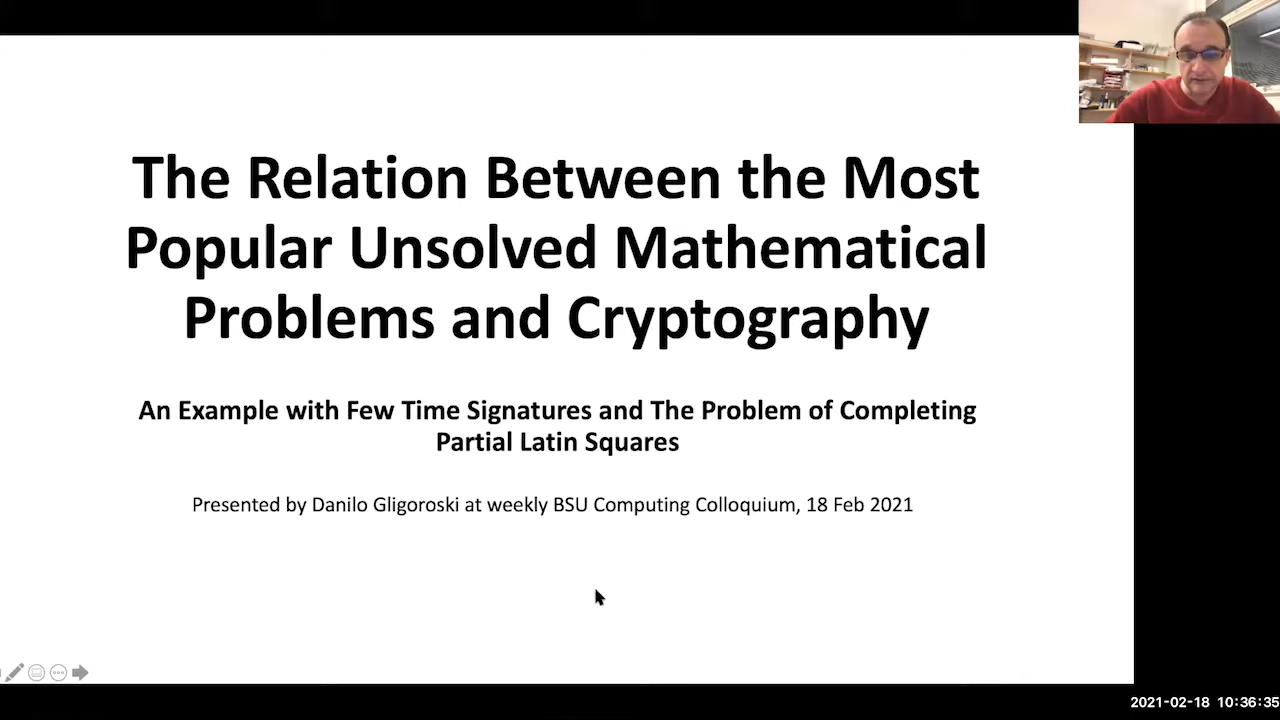 The Relation Between the Most
Popular Unsolved Mathematical
Problems and Cryptography
An Example with Few Time Signatures and The Problem of Completing
Partial Latin Squares
Presented by Danilo Gligoroski at weekly BSU Computing Colloquium, 18 Feb 2021
2021-02-18 10:36:35